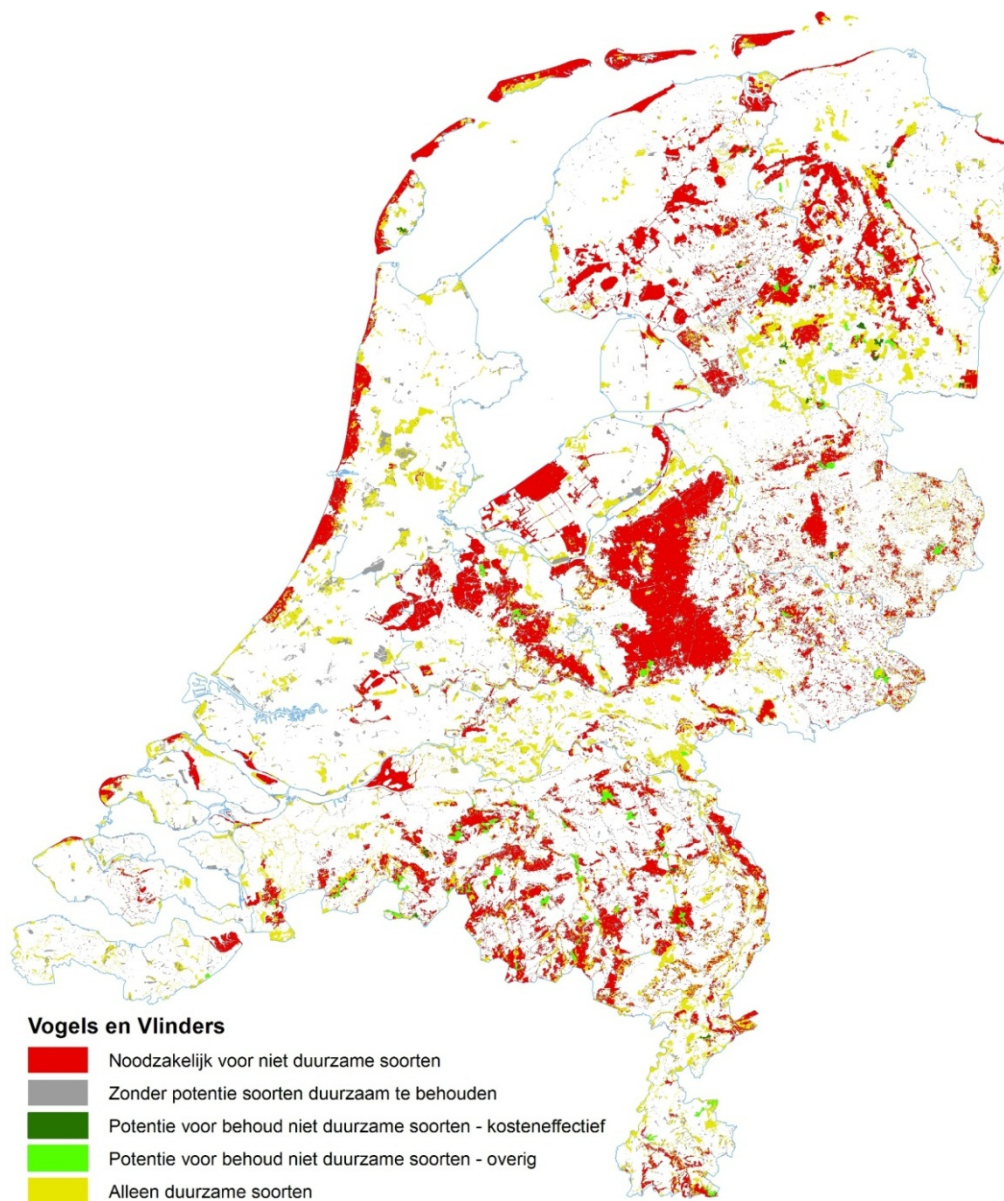 Vogels en Vlinders
Noodzakelijk voor niet duurzame soorten
Zonder potentie soorten duurzaam te behouden
Potentie voor behoud niet duurzame soorten - kosteneffectief
Potentie voor behoud niet duurzame soorten - overig
Alleen duurzame soorten